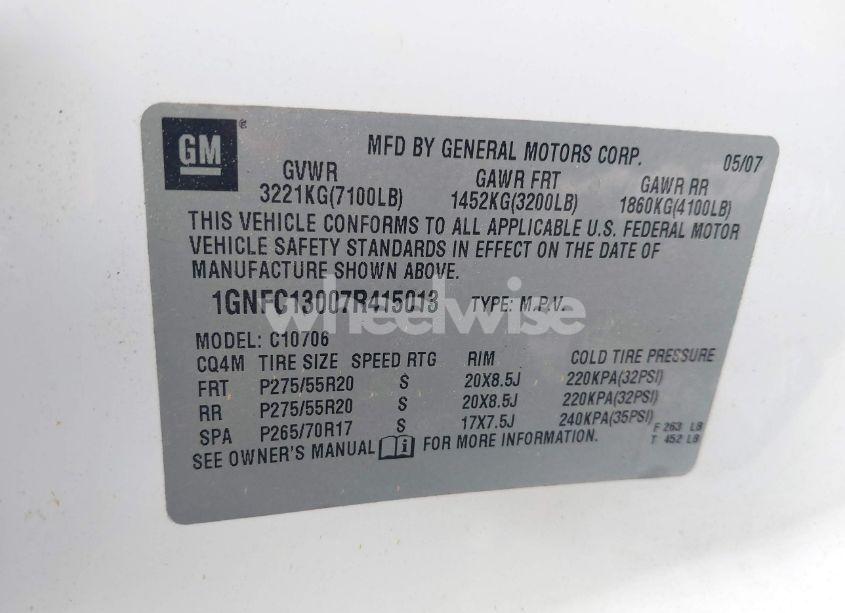 GM ®
MFD BY GENERAL MOTORS CORP. 05/07
GVWR GAWR FRT GAWR RR
3221KG(7100LB) 1452KG(3200LB) 1860KG(4100LB)
THIS VEHICLE CONFORMS TO ALL APPLICABLE U.S. FEDERAL MOTOR
VEHICLE SAFETY STANDARDS IN EFFECT ON THE DATE OF
MANUFACTURE SHOWN ABOVE.
1GNFC13007R415013 TYPE: M.P.V.
wheelwise
MODEL: C10706
CQ4M TIRE SIZE SPEED RTG RIM COLD TIRE PRESSURE
FRT P275/55R20 S 20X8.5J 220KPA(32PSI)
RR P275/55R20 S 20X8.5J 220KPA(32PSI)
SPA P265/70R17 S 17X7.5J 240KPA(35PSI)
F 263 LB
T 452 LB
SEE OWNER'S MANUAL i FOR MORE INFORMATION.